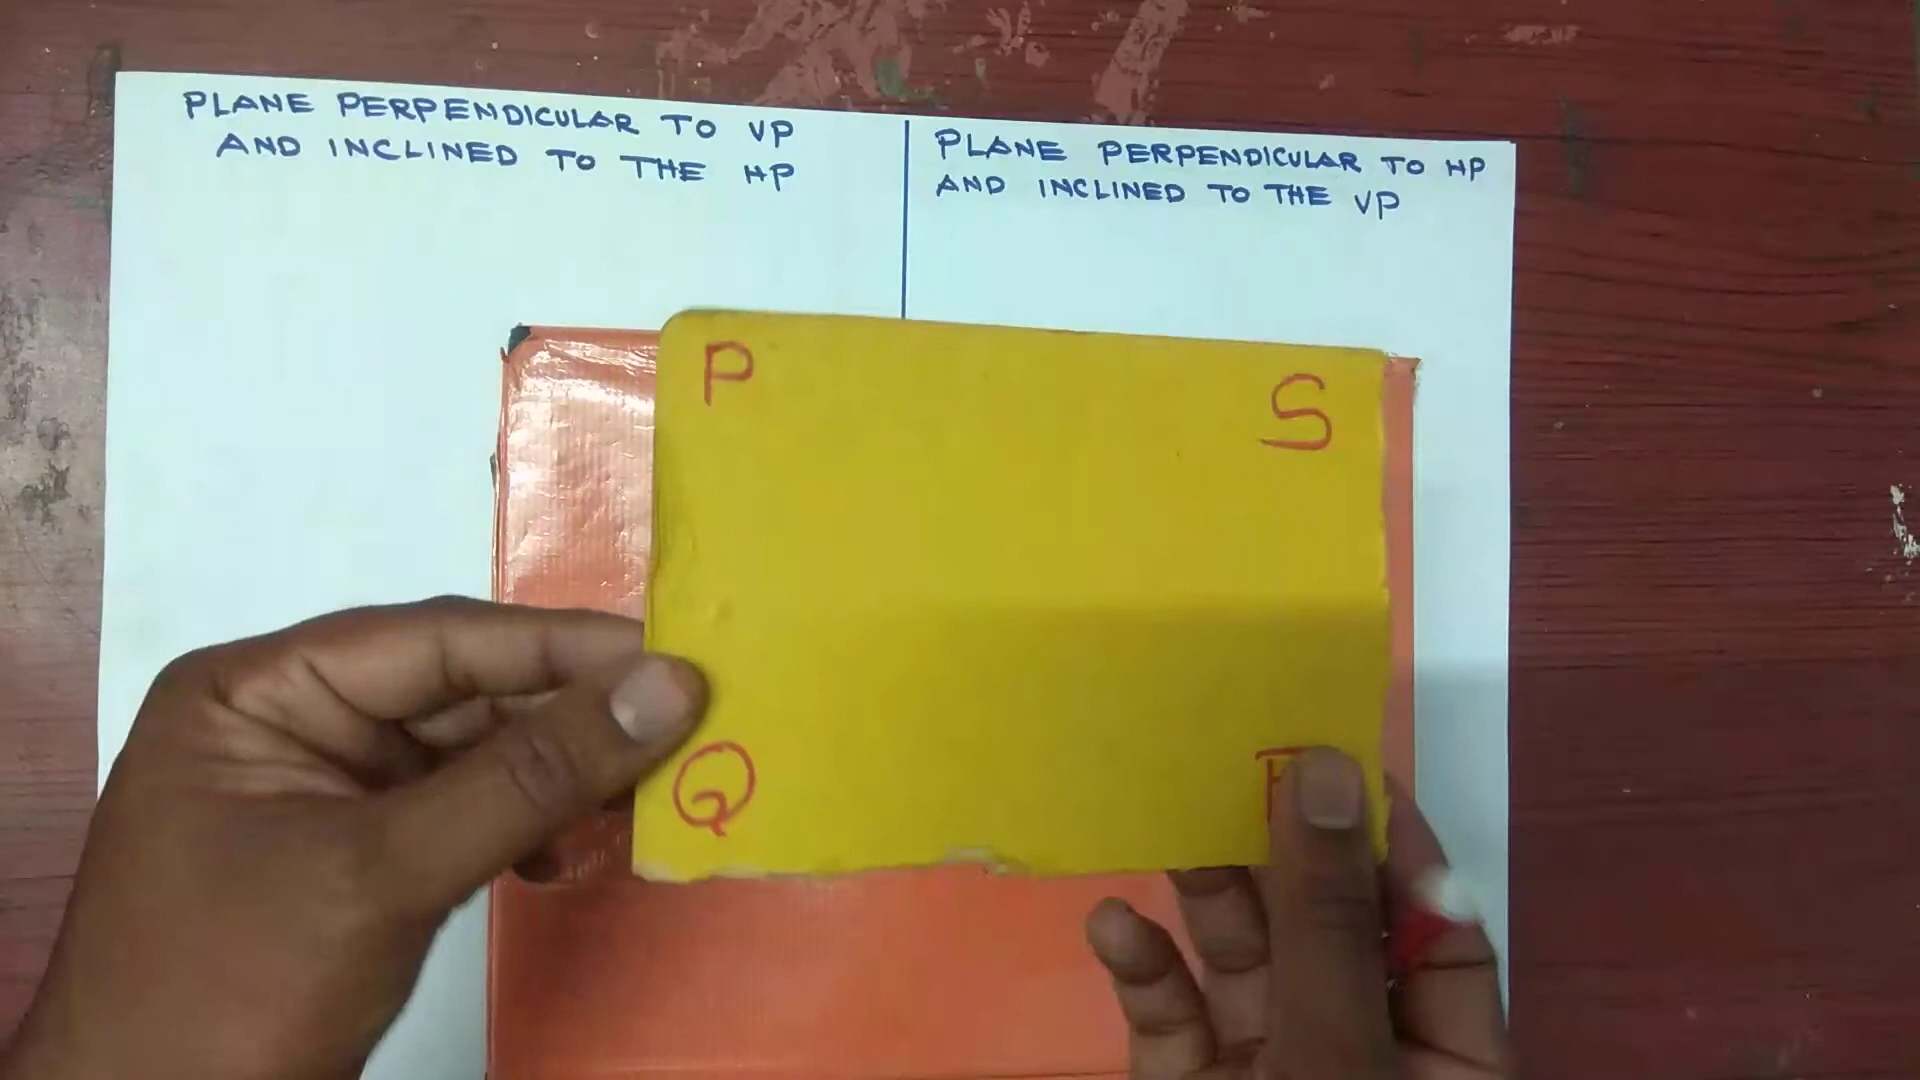 PLANE PERPENDICULAR TO VP
AND INCLINED TO THE HP
PLANE PERPENDICULAR TO HP
AND INCLINED TO THE VP
P
S
Q